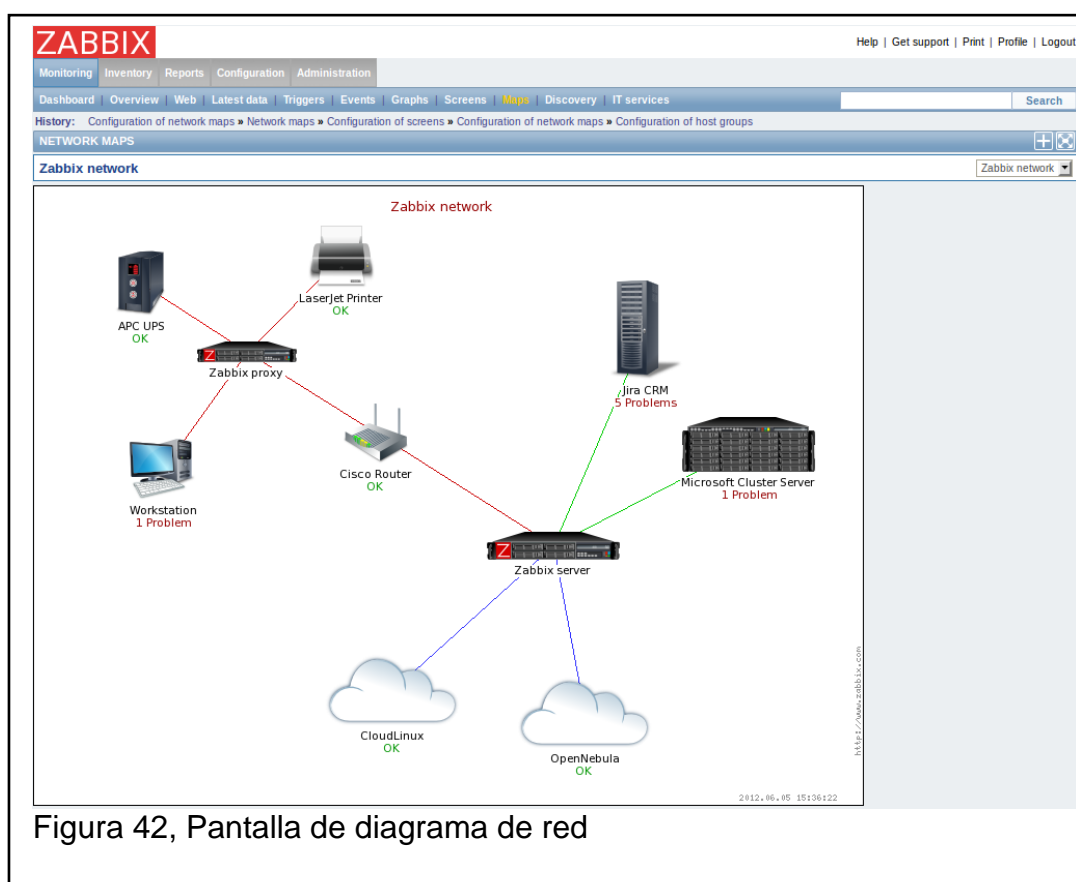 ZABBIX
Help | Get support | Print | Profile | Logout
Monitoring Inventory Reports Configuration Administration
Dashboard | Overview | Web | Latest data | Triggers | Events | Graphs | Screens | Maps | Discovery | IT services
Search
History: Configuration of network maps » Network maps » Configuration of screens » Configuration of network maps » Configuration of host groups
NETWORK MAPS
Zabbix network
Zabbix network
Zabbix network
APC UPS
OK
LaserJet Printer
OK
Z
Zabbix proxy
Jira CRM
5 Problems
Cisco Router
OK
Microsoft Cluster Server
1 Problem
Workstation
1 Problem
Z
Zabbix server
CloudLinux
OK
OpenNebula
OK
http://www.zabbix.com
2012.06.05 15:36:22
Figura 42, Pantalla de diagrama de red